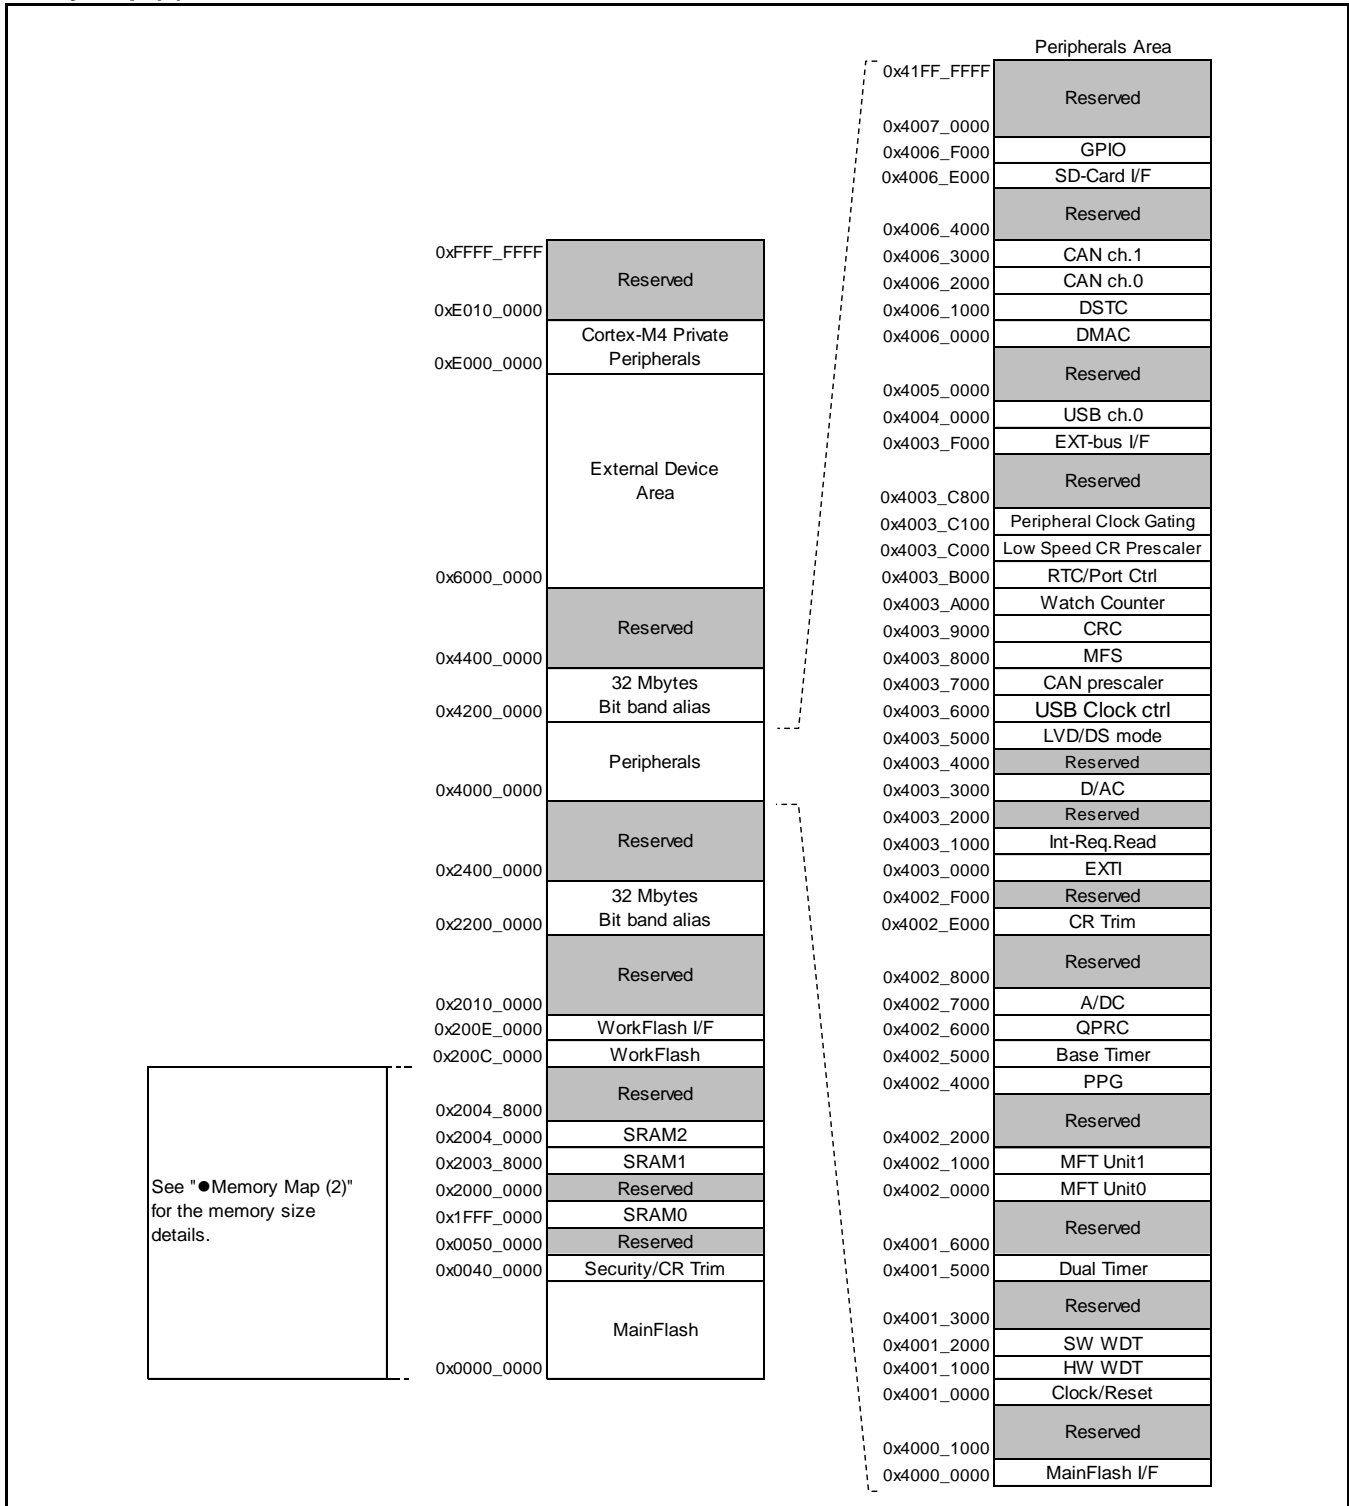 Peripherals Area
0x41FF_FFFF
Reserved
0x4007_0000
0x4006_F000 GPIO
0x4006_E000 SD-Card I/F
Reserved
0x4006_4000
0x4006_3000 CAN ch.1
0x4006_2000 CAN ch.0
0x4006_1000 DSTC
0x4006_0000 DMAC
Reserved
0x4005_0000
0x4004_0000 USB ch.0
0x4003_F000 EXT-bus I/F
Reserved
0x4003_C800
0x4003_C100 Peripheral Clock Gating
0x4003_C000 Low Speed CR Prescaler
0x4003_B000 RTC/Port Ctrl
0x4003_A000 Watch Counter
0x4003_9000 CRC
0x4003_8000 MFS
0x4003_7000 CAN prescaler
0x4003_6000 USB Clock ctrl
0x4003_5000 LVD/DS mode
0x4003_4000 Reserved
0x4003_3000 D/AC
0x4003_2000 Reserved
0x4003_1000 Int-Req.Read
0x4003_0000 EXTI
0x4002_F000 Reserved
0x4002_E000 CR Trim
Reserved
0x4002_8000
0x4002_7000 A/DC
0x4002_6000 QPRC
0x4002_5000 Base Timer
0x4002_4000 PPG
Reserved
0x4002_2000
0x4002_1000 MFT Unit1
0x4002_0000 MFT Unit0
Reserved
0x4001_6000
0x4001_5000 Dual Timer
Reserved
0x4001_3000
0x4001_2000 SW WDT
0x4001_1000 HW WDT
0x4001_0000 Clock/Reset
Reserved
0x4000_1000
0x4000_0000 MainFlash I/F
0xFFFF_FFFF
Reserved
0xE010_0000
Cortex-M4 Private
Peripherals
0xE000_0000
External Device
Area
0x6000_0000
Reserved
0x4400_0000
32 Mbytes
Bit band alias
0x4200_0000
Peripherals
0x4000_0000
Reserved
0x2400_0000
32 Mbytes
Bit band alias
0x2200_0000
Reserved
0x2010_0000
0x200E_0000 WorkFlash I/F
0x200C_0000 WorkFlash
Reserved
0x2004_8000
0x2004_0000 SRAM2
0x2003_8000 SRAM1
0x2000_0000 Reserved
0x1FFF_0000 SRAM0
0x0050_0000 Reserved
0x0040_0000 Security/CR Trim
MainFlash
0x0000_0000
See "●Memory Map (2)"
for the memory size
details.